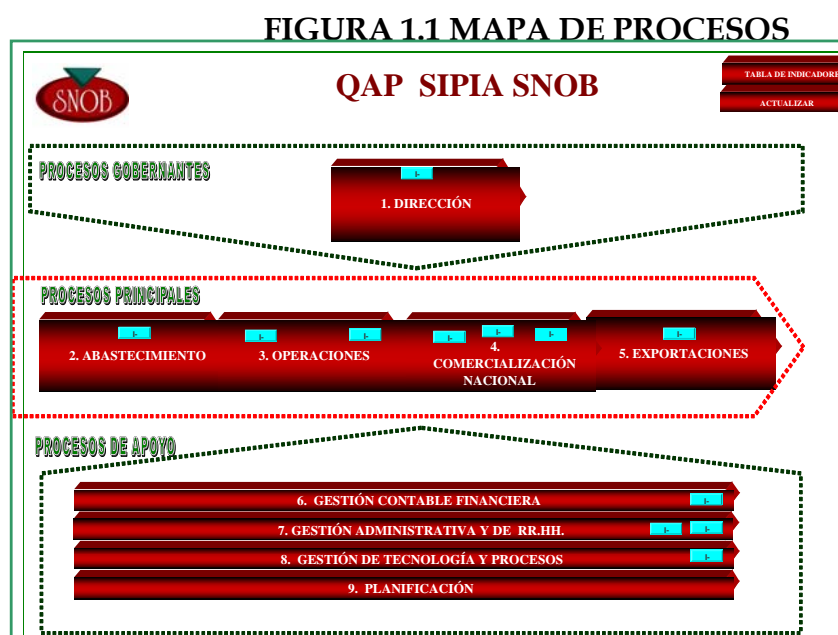 FIGURA 1.1 MAPA DE PROCESOS
SNOB
QAP SIPIA SNOB
TABLA DE INDICADORE
ACTUALIZAR
PROCESOS GOBERNANTES
I-
1. DIRECCIÓN
PROCESOS PRINCIPALES
I-
I-
I-
I-
I-
I-
I-
2. ABASTECIMIENTO
3. OPERACIONES
4.
COMERCIALIZACIÓN
NACIONAL
5. EXPORTACIONES
PROCESOS DE APOYO
6. GESTIÓN CONTABLE FINANCIERA
I-
7. GESTIÓN ADMINISTRATIVA Y DE RR.HH.
I-
I-
8. GESTIÓN DE TECNOLOGÍA Y PROCESOS
I-
9. PLANIFICACIÓN